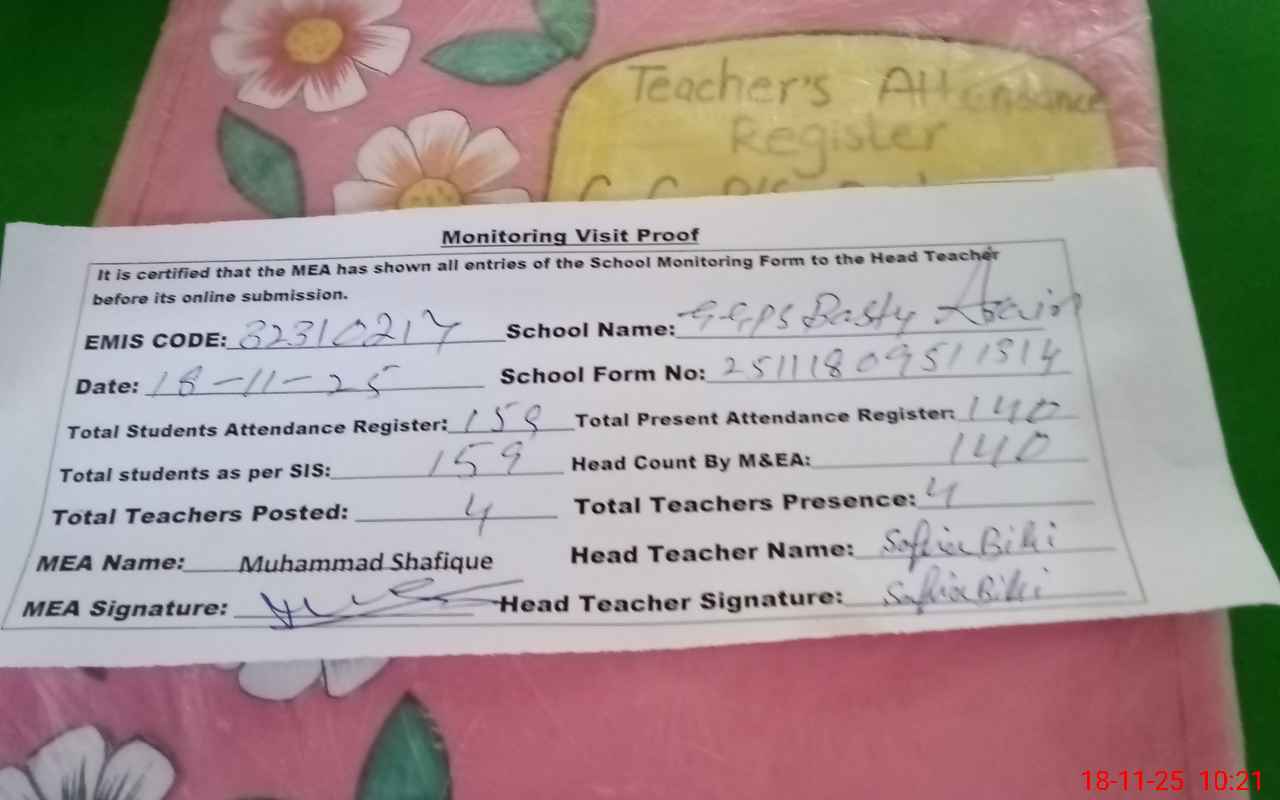 Teacher's Attendance
Register
Monitoring Visit Proof
It is certified that the MEA has shown all entries of the School Monitoring Form to the Head Teacher
before its online submission.
EMIS CODE: 32310217 School Name: G.G.P.S Basty Arain
Date: 18-11-25 School Form No: 25111809511314
Total Students Attendance Register: 159 Total Present Attendance Register: 140
Total students as per SIS: 159 Head Count By M&EA: 140
Total Teachers Posted: 4 Total Teachers Presence: 4
MEA Name: Muhammad Shafique Head Teacher Name: Safia Bibi
MEA Signature: Head Teacher Signature: Safia Bibi
18-11-25 10:21